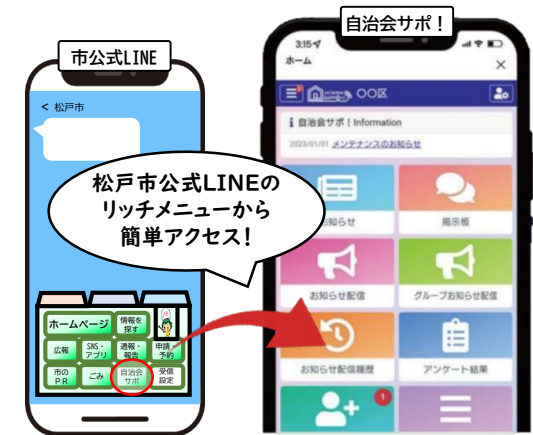 市公式LINE
自治会サポ！
< 松戸市
松戸市公式LINEの
リッチメニューから
簡単アクセス！
ホームページ
情報を
探す
広報
SNS・
アプリ
通報・
報告
申請・
予約
市の
PR
ごみ
自治会
サポ
受信
設定
3:15
ホーム
×
〇〇区
i 自治会サポ！Information
2023/01/01 メンテナンスのお知らせ
お知らせ
掲示板
お知らせ配信
グループお知らせ配信
お知らせ配信履歴
アンケート結果
1